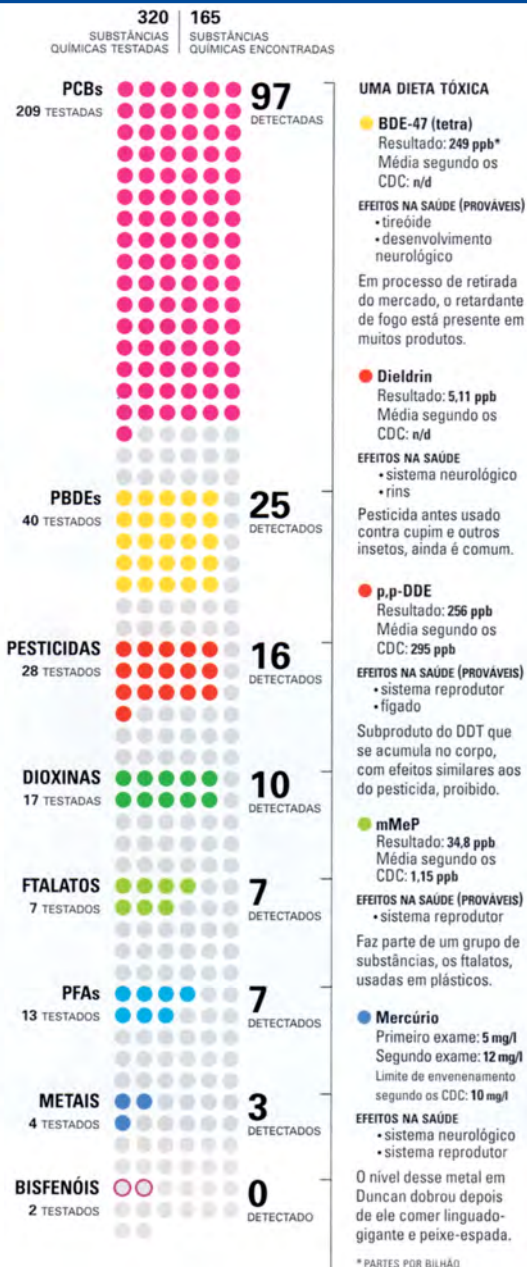 320 165
SUBSTÂNCIAS QUÍMICAS TESTADAS
SUBSTÂNCIAS QUÍMICAS ENCONTRADAS
PCBs
209 TESTADAS
97
DETECTADAS
PBDEs
40 TESTADOS
25
DETECTADOS
PESTICIDAS
28 TESTADOS
16
DETECTADOS
DIOXINAS
17 TESTADAS
10
DETECTADAS
FTALATOS
7 TESTADOS
7
DETECTADOS
PFAs
13 TESTADOS
7
DETECTADOS
METAIS
4 TESTADOS
3
DETECTADOS
BISFENÓIS
2 TESTADOS
0
DETECTADO
UMA DIETA TÓXICA
BDE-47 (tetra)
Resultado: 249 ppb*
Média segundo os
CDC: n/d
EFEITOS NA SAÚDE (PROVÁVEIS)
• tireóide
• desenvolvimento
neurológico
Em processo de retirada
do mercado, o retardante
de fogo está presente em
muitos produtos.
Dieldrin
Resultado: 5,11 ppb
Média segundo os
CDC: n/d
EFEITOS NA SAÚDE
• sistema neurológico
• rins
Pesticida antes usado
contra cupim e outros
insetos, ainda é comum.
p,p-DDE
Resultado: 256 ppb
Média segundo os
CDC: 295 ppb
EFEITOS NA SAÚDE (PROVÁVEIS)
• sistema reprodutor
• fígado
Subproduto do DDT que
se acumula no corpo,
com efeitos similares aos
do pesticida, proibido.
mMeP
Resultado: 34,8 ppb
Média segundo os
CDC: 1,15 ppb
EFEITOS NA SAÚDE (PROVÁVEIS)
• sistema reprodutor
Faz parte de um grupo de
substâncias, os ftalatos,
usadas em plásticos.
Mercúrio
Primeiro exame: 5 mg/l
Segundo exame: 12 mg/l
Limite de envenenamento
segundo os CDC: 10 mg/l
EFEITOS NA SAÚDE
• sistema neurológico
• sistema reprodutor
O nível desse metal em
Duncan dobrou depois
de ele comer linguado-
gigante e peixe-espada.
* PARTES POR BILHÃO